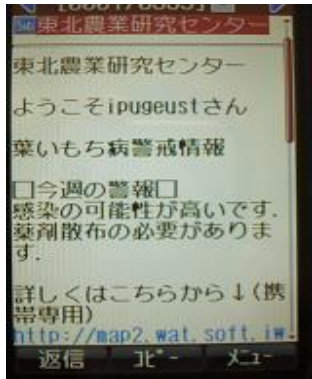 東北農業研究センター
東北農業研究センター
ようこそipugeustさん
葉いもち病警戒情報
□今週の警報□
感染の可能性が高いです.
薬剤散布の必要がありま
す.
詳しくはこちらから↓(携
帯専用)
http://map2.wat.soft.iw
返信 コピー メニュー